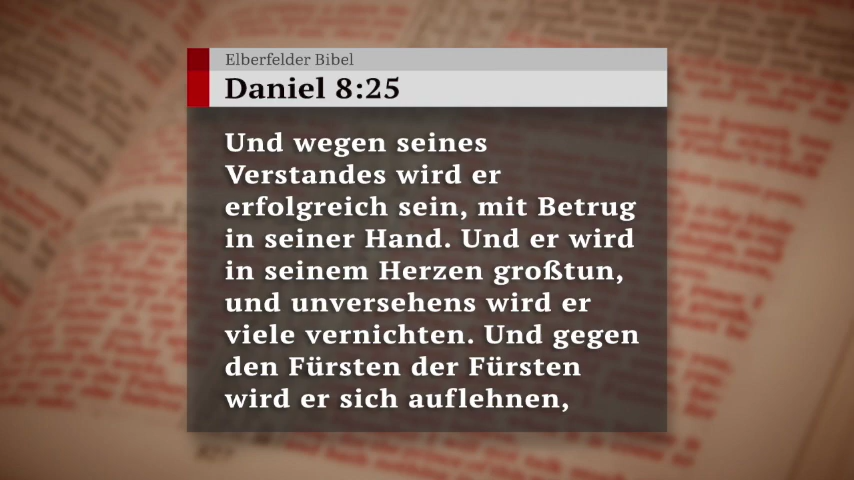 Elberfelder Bibel
Daniel 8:25
Und wegen seines
Verstandes wird er
erfolgreich sein, mit Betrug
in seiner Hand. Und er wird
in seinem Herzen großtun,
und unversehens wird er
viele vernichten. Und gegen
den Fürsten der Fürsten
wird er sich auflehnen,